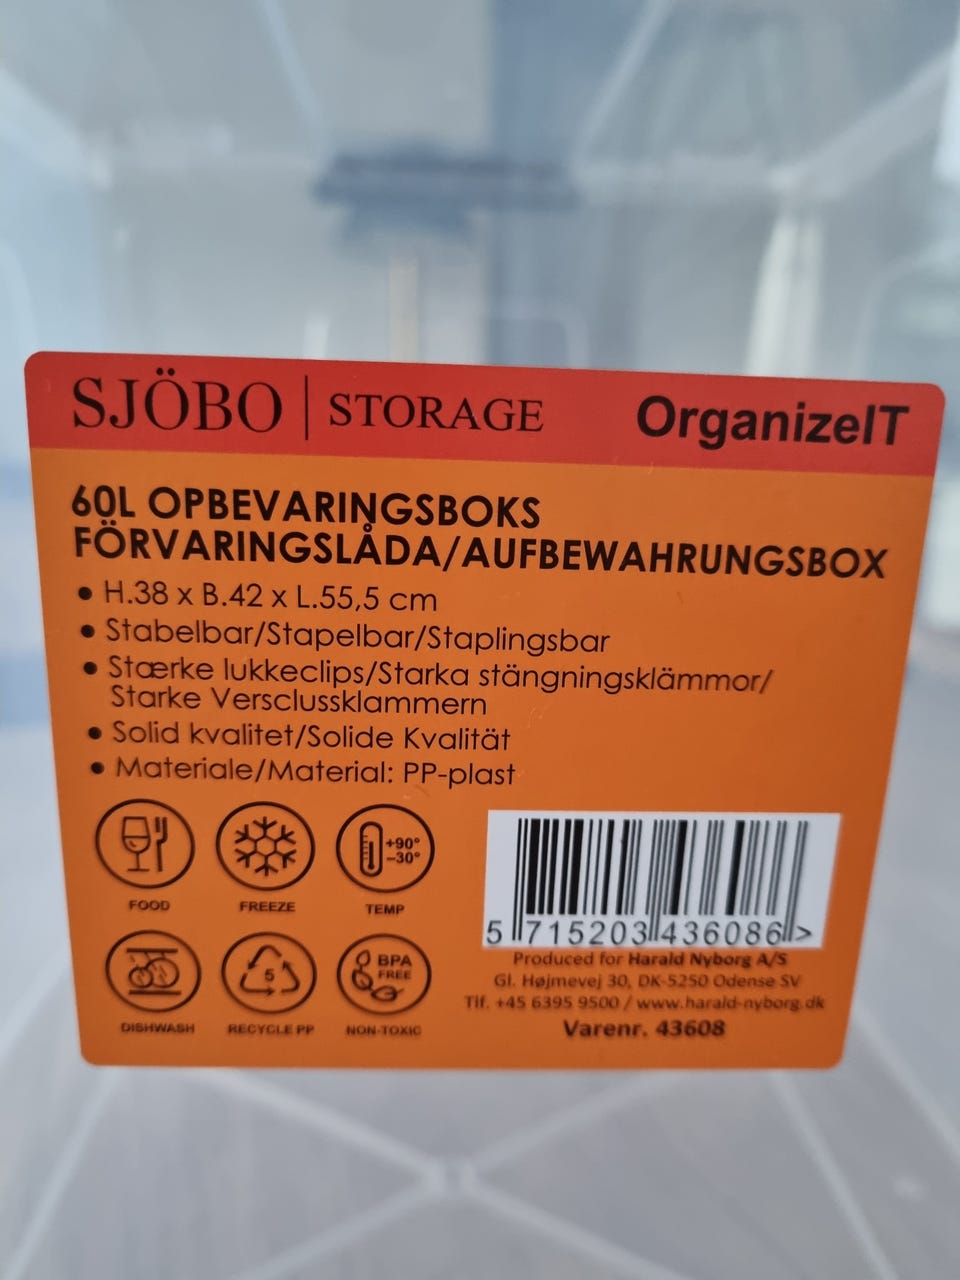 SJÖBO | STORAGE OrganizeIT
60L OPBEVARINGSBOKS
FÖRVARINGSLÅDA/AUFBEWAHRUNGSBOX
• H.38 x B.42 x L.55,5 cm
• Stabelbar/Stapelbar/Staplingsbar
• Stærke lukkeclips/Starka stängningsklämmor/
Starke Versclussklammern
• Solid kvalitet/Solide Kvalität
• Materiale/Material: PP-plast
+90°
-30°
FOOD FREEZE TEMP
5 715203 436086 >
5
BPA
FREE
DISHWASH RECYCLE PP NON-TOXIC
Produced for Harald Nyborg A/S
Gl. Højmevej 30, DK-5250 Odense SV
Tlf. +45 6395 9500 / www.harald-nyborg.dk
Varenr. 43608